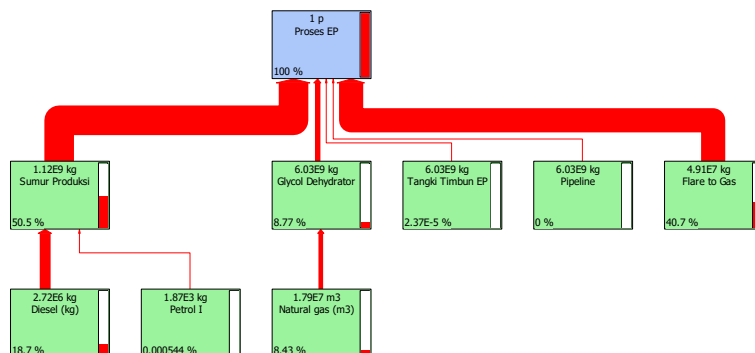 1 p
Proses EP
100 %
1.12E9 kg
Sumur Produksi
50.5 %
6.03E9 kg
Glycol Dehydrator
8.77 %
6.03E9 kg
Tangki Timbun EP
2.37E-5 %
6.03E9 kg
Pipeline
0 %
4.91E7 kg
Flare to Gas
40.7 %
2.72E6 kg
Diesel (kg)
18.7 %
1.87E3 kg
Petrol I
0.000544 %
1.79E7 m3
Natural gas (m3)
8.43 %